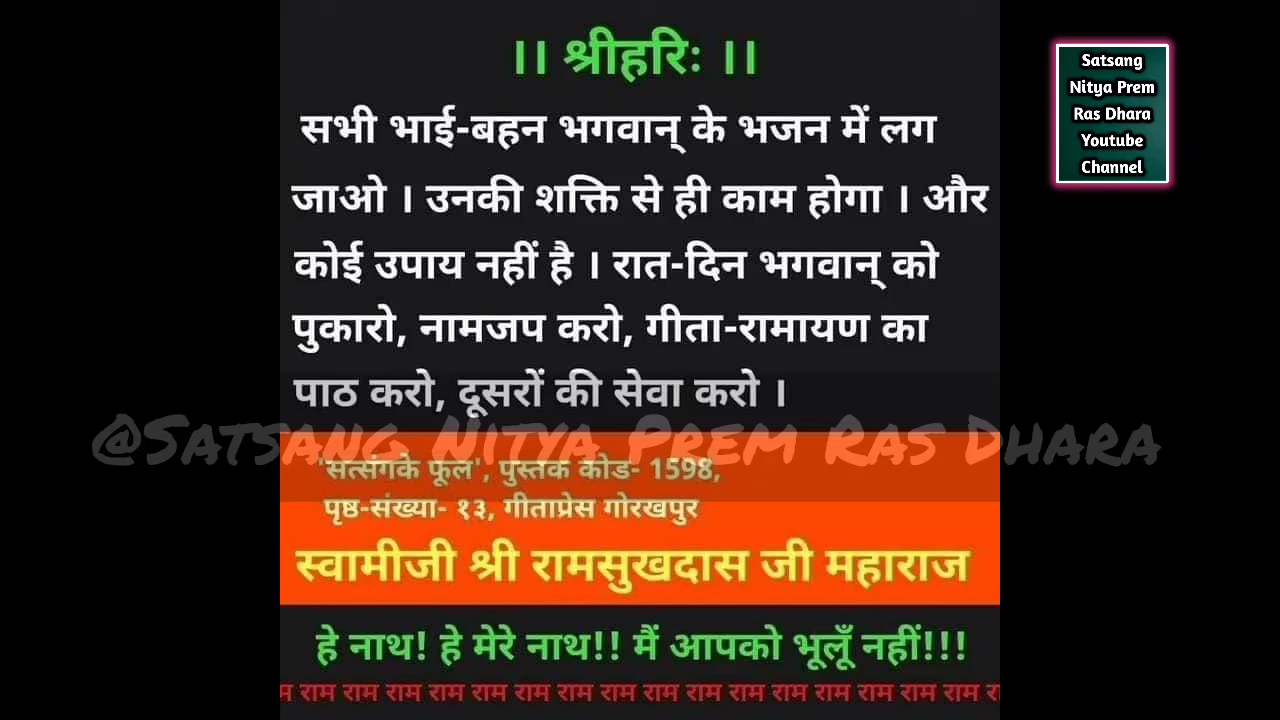 ।। श्रीहरिः ।।
सभी भाई-बहन भगवान् के भजन में लग
जाओ । उनकी शक्ति से ही काम होगा । और
कोई उपाय नहीं है । रात-दिन भगवान् को
पुकारो, नामजप करो, गीता-रामायण का
पाठ करो, दूसरों की सेवा करो ।
@Satsang Nitya Prem Ras Dhara
'सत्संगके फूल', पुस्तक कोड- 1598,
पृष्ठ-संख्या- १३, गीताप्रेस गोरखपुर
स्वामीजी श्री रामसुखदास जी महाराज
हे नाथ! हे मेरे नाथ!! मैं आपको भूलूँ नहीं!!!
म राम राम राम राम राम राम राम राम राम राम राम राम राम राम राम राम र
Satsang
Nitya Prem
Ras Dhara
Youtube
Channel